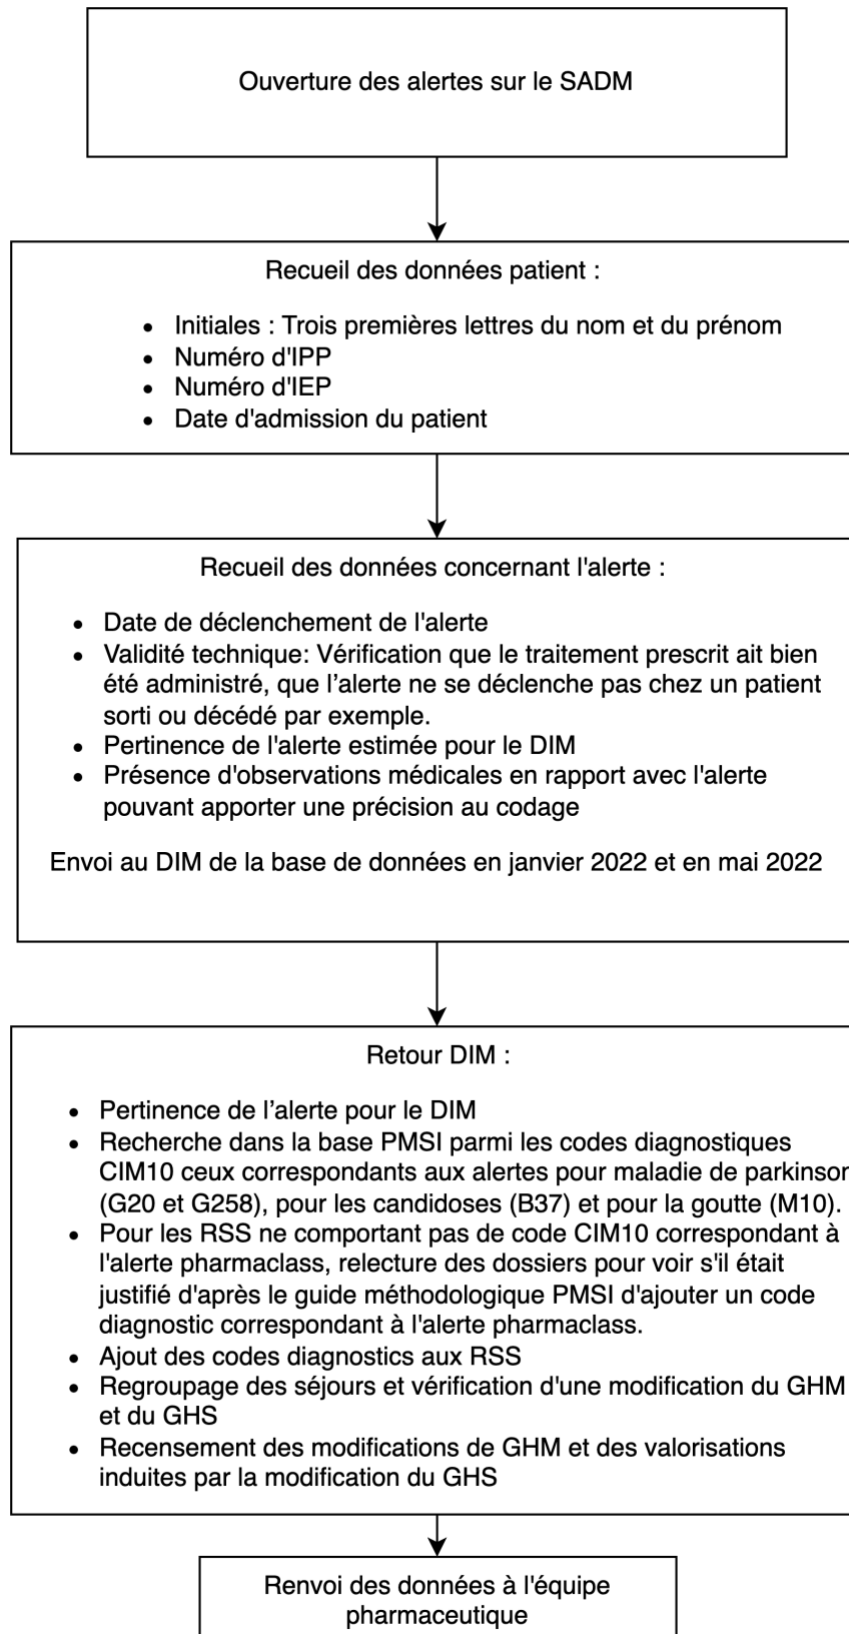 Ouverture des alertes sur le SADM
Recueil des données patient :
• Initiales : Trois premières lettres du nom et du prénom
• Numéro d'IPP
• Numéro d'IEP
• Date d'admission du patient
Recueil des données concernant l'alerte :
• Date de déclenchement de l'alerte
• Validité technique: Vérification que le traitement prescrit ait bien
été administré, que l’alerte ne se déclenche pas chez un patient
sorti ou décédé par exemple.
• Pertinence de l'alerte estimée pour le DIM
• Présence d'observations médicales en rapport avec l'alerte
pouvant apporter une précision au codage
Envoi au DIM de la base de données en janvier 2022 et en mai 2022
Retour DIM :
• Pertinence de l’alerte pour le DIM
• Recherche dans la base PMSI parmi les codes diagnostiques
CIM10 ceux correspondants aux alertes pour maladie de parkinson
(G20 et G258), pour les candidoses (B37) et pour la goutte (M10).
• Pour les RSS ne comportant pas de code CIM10 correspondant à
l'alerte pharmaclass, relecture des dossiers pour voir s'il était
justifié d'après le guide méthodologique PMSI d'ajouter un code
diagnostic correspondant à l'alerte pharmaclass.
• Ajout des codes diagnostics aux RSS
• Regroupage des séjours et vérification d'une modification du GHM
et du GHS
• Recensement des modifications de GHM et des valorisations
induites par la modification du GHS
Renvoi des données à l'équipe
pharmaceutique